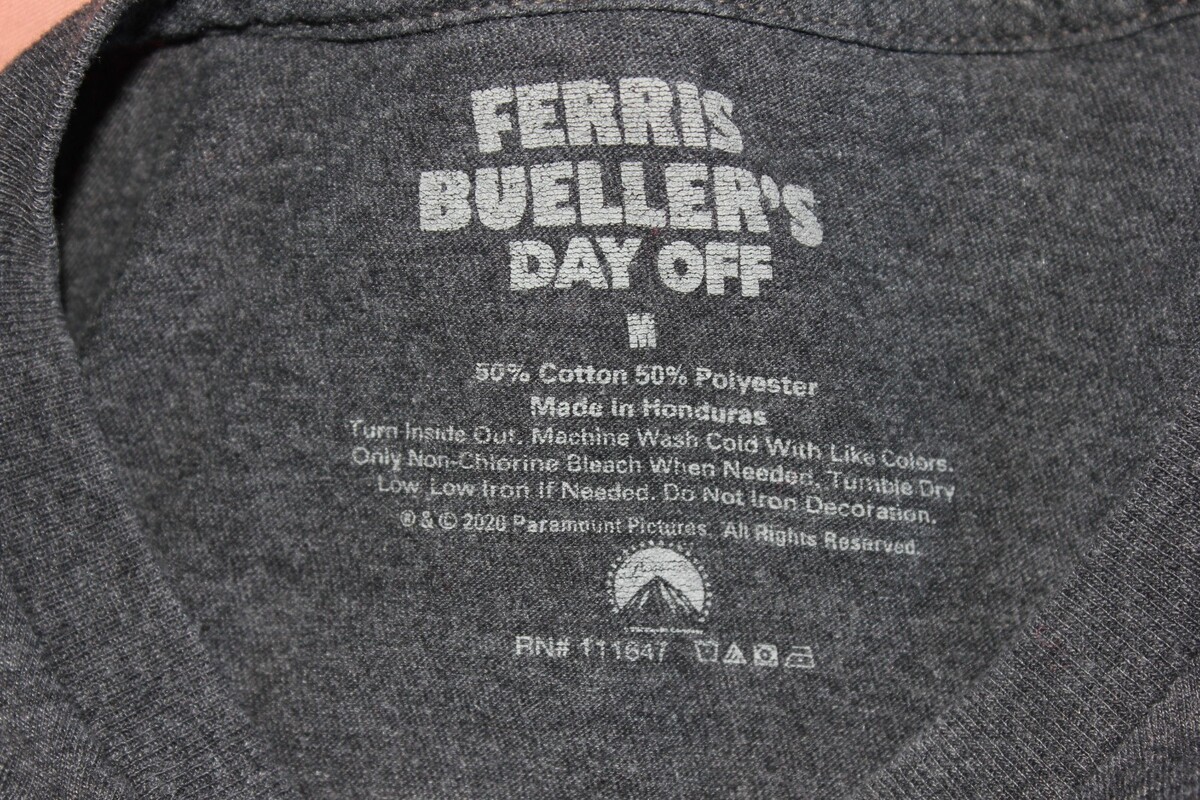 FERRIS
BUELLER'S
DAY OFF
M
50% Cotton 50% Polyester
Made in Honduras
Turn Inside Out. Machine Wash Cold With Like Colors.
Only Non-Chlorine Bleach When Needed. Tumble Dry
Low. Low Iron if Needed. Do Not Iron Decoration.
® & © 2020 Paramount Pictures. All Rights Reserved.
RN# 111647